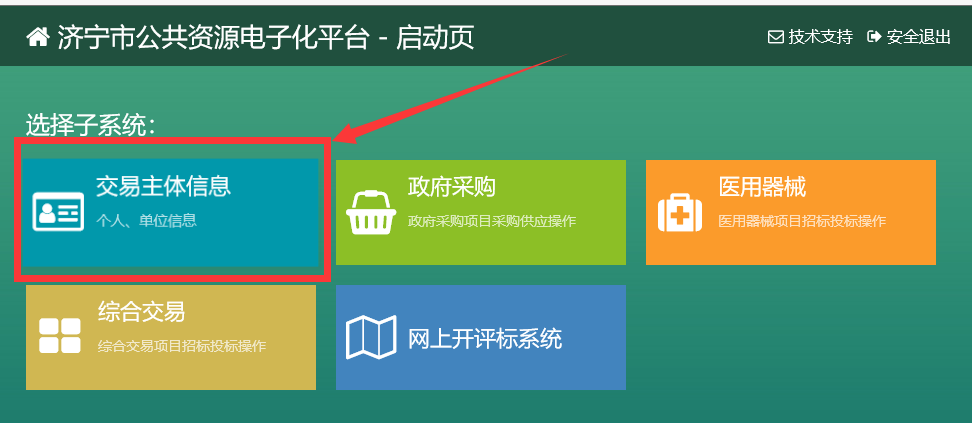 济宁市公共资源电子化平台 - 启动页
技术支持 安全退出
选择子系统：
交易主体信息
个人、单位信息
政府采购
政府采购项目采购供应操作
医用器械
医用器械项目招标投标操作
综合交易
综合交易项目招标投标操作
网上开评标系统